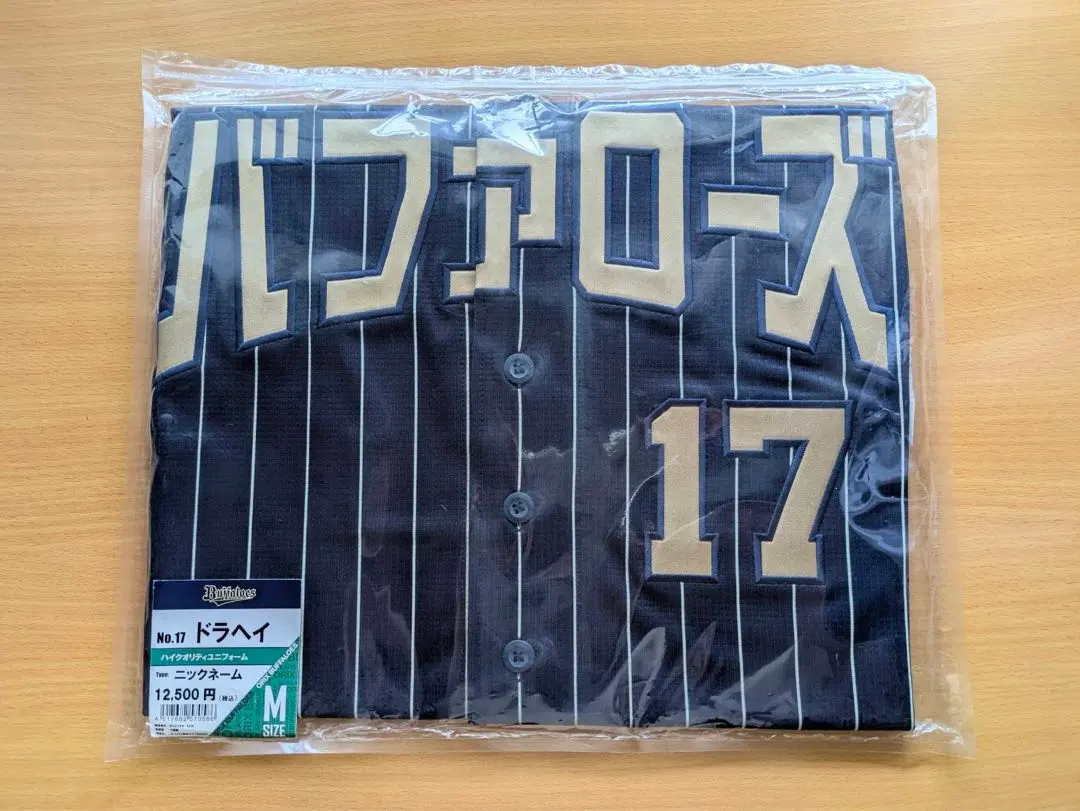 バファローズ
17
Buffaloes
No.17 ドラヘイ
ハイクオリティユニフォーム
Type: ニックネーム
ORIX BUFFALOES
12,500円(税込)
M
SIZE